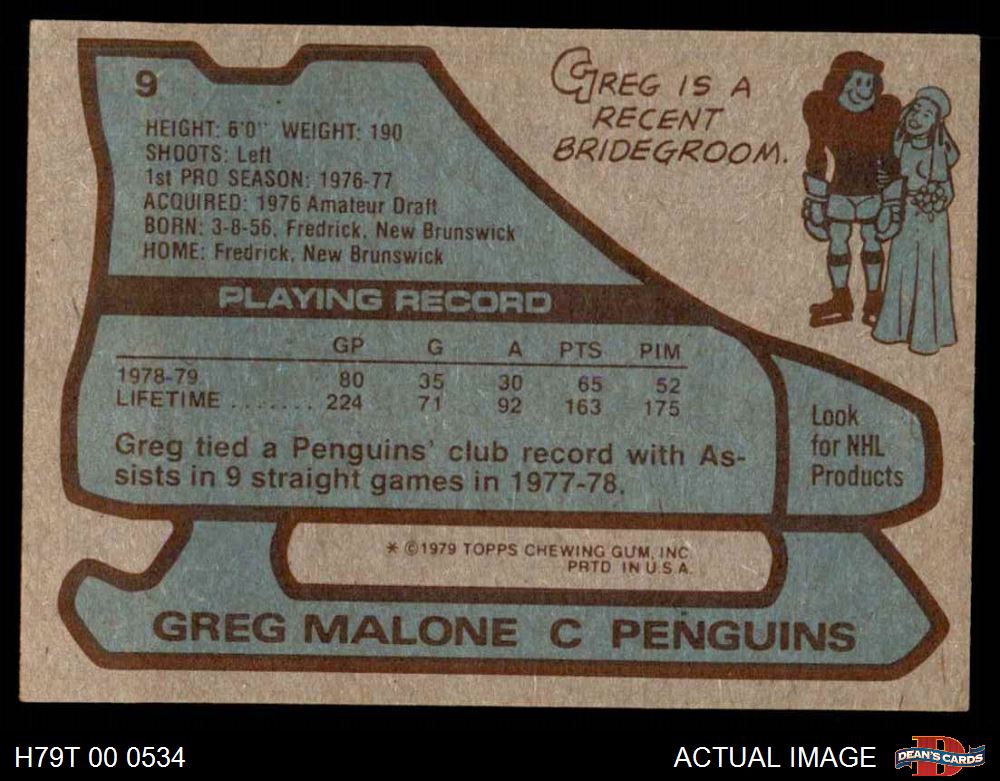 9
HEIGHT: 6'0" WEIGHT: 190
SHOOTS: Left
1st PRO SEASON: 1976-77
ACQUIRED: 1976 Amateur Draft
BORN: 3-8-56, Fredrick, New Brunswick
HOME: Fredrick, New Brunswick
GREG IS A
RECENT
BRIDEGROOM.
PLAYING RECORD
GP G A PTS PIM
1978-79 80 35 30 65 52
LIFETIME ........ 224 71 92 163 175
Greg tied a Penguins' club record with As-
sists in 9 straight games in 1977-78.
Look
for NHL
Products
* ©1979 TOPPS CHEWING GUM, INC.
PRTD IN U.S.A.
GREG MALONE C PENGUINS
H79T 00 0534
ACTUAL IMAGE
D
DEAN'S CARDS